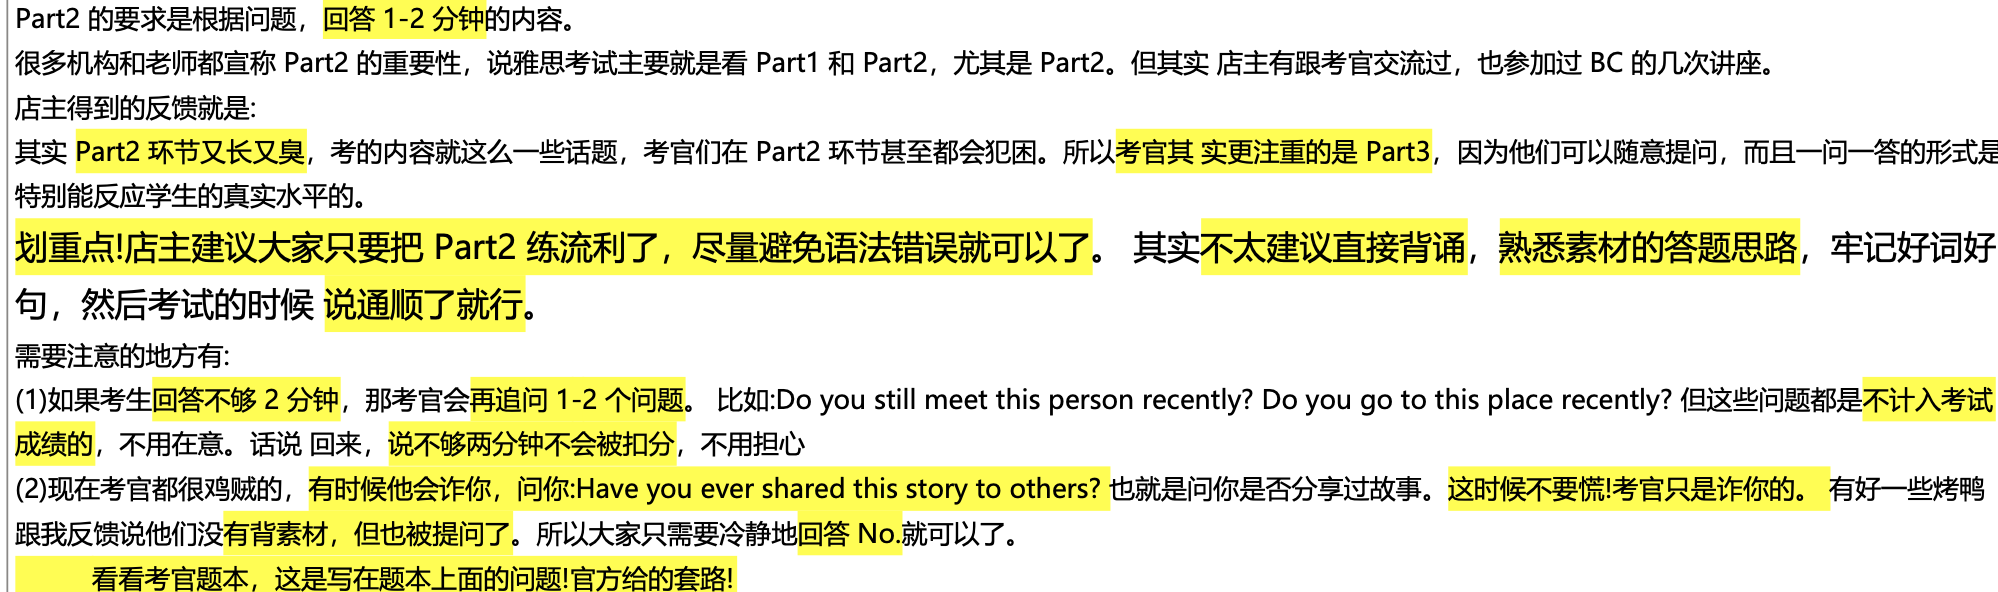 Part2 的要求是根据问题，回答 1-2 分钟的内容。
很多机构和老师都宣称 Part2 的重要性，说雅思考试主要就是看 Part1 和 Part2，尤其是 Part2。但其实 店主有跟考官交流过，也参加过 BC 的几次讲座。
店主得到的反馈就是:
其实 Part2 环节又长又臭，考的内容就这么一些话题，考官们在 Part2 环节甚至都会犯困。所以考官其 实更注重的是 Part3，因为他们可以随意提问，而且一问一答的形式是
特别能反应学生的真实水平的。
划重点!店主建议大家只要把 Part2 练流利了，尽量避免语法错误就可以了。 其实不太建议直接背诵，熟悉素材的答题思路，牢记好词好
句，然后考试的时候 说通顺了就行。
需要注意的地方有:
(1)如果考生回答不够 2 分钟，那考官会再追问 1-2 个问题。 比如:Do you still meet this person recently? Do you go to this place recently? 但这些问题都是不计入考试
成绩的，不用在意。话说 回来，说不够两分钟不会被扣分，不用担心
(2)现在考官都很鸡贼的，有时候他会诈你，问你:Have you ever shared this story to others? 也就是问你是否分享过故事。这时候不要慌!考官只是诈你的。 有好一些烤鸭
跟我反馈说他们没有背素材，但也被提问了。所以大家只需要冷静地回答 No.就可以了。
看看考官题本，这是写在题本上面的问题!官方给的套路!